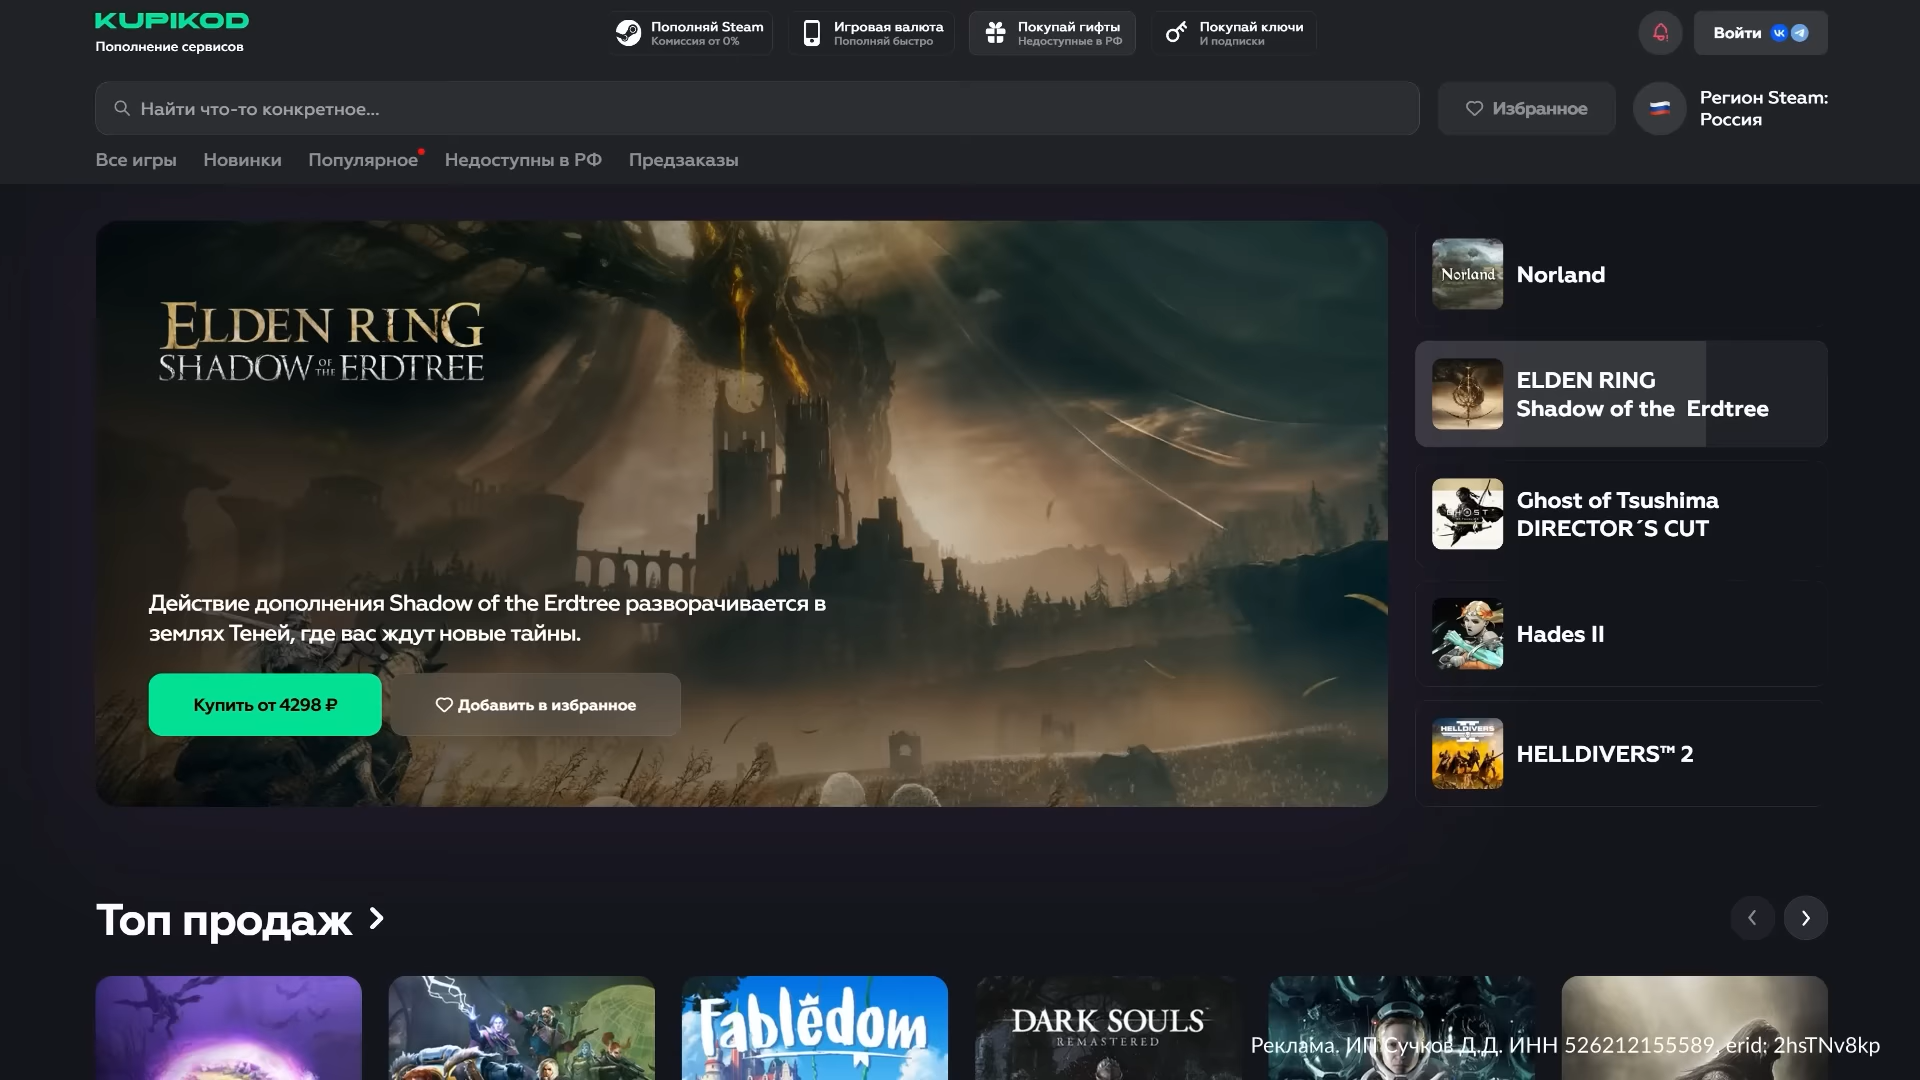 KUPIKOD
Пополнение сервисов
Пополняй Steam
Комиссия от 0%
Игровая валюта
Пополняй быстро
Покупай гифты
Недоступные в РФ
Покупай ключи
И подписки
Войти
Найти что-то конкретное...
Избранное
Регион Steam:
Россия
Все игры
Новинки
Популярное
Недоступны в РФ
Предзаказы
ELDEN RING
SHADOW OF THE ERDTREE
Действие дополнения Shadow of the Erdtree разворачивается в
землях Теней, где вас ждут новые тайны.
Купить от 4298 ₽
Добавить в избранное
Norland
Norland
ELDEN RING
Shadow of the Erdtree
GHOST
Ghost of Tsushima
DIRECTOR´S CUT
Hades II
HELLDIVERS
HELLDIVERS™ 2
Топ продаж
Fabledom
DARK SOULS
REMASTERED
Реклама. ИП Сучков Д.Д. ИНН 526212155589, erid: 2hsTNv8kp